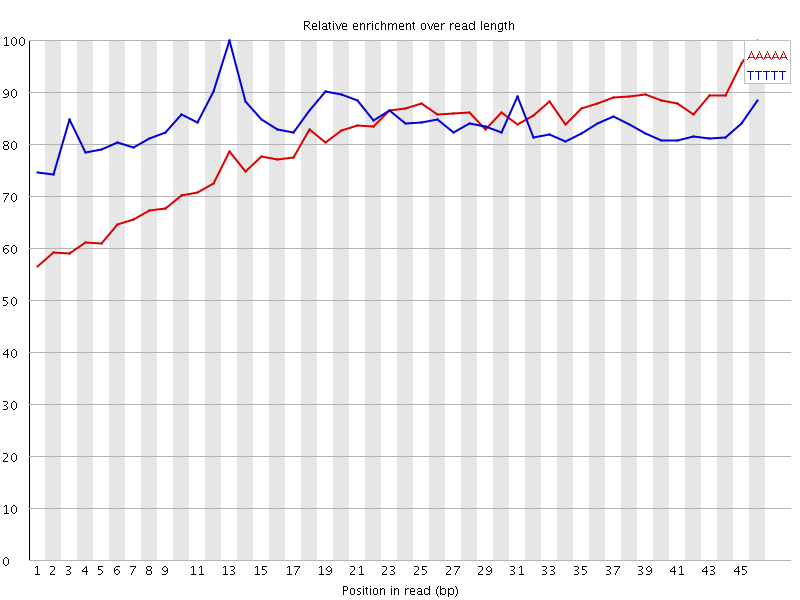 Relative enrichment over read length
100
90
80
70
60
50
40
30
20
10
0
AAAAA
TTTTT
1 2 3 4 5 6 7 8 9 11 13 15 17 19 21 23 25 27 29 31 33 35 37 39 41 43 45
Position in read (bp)